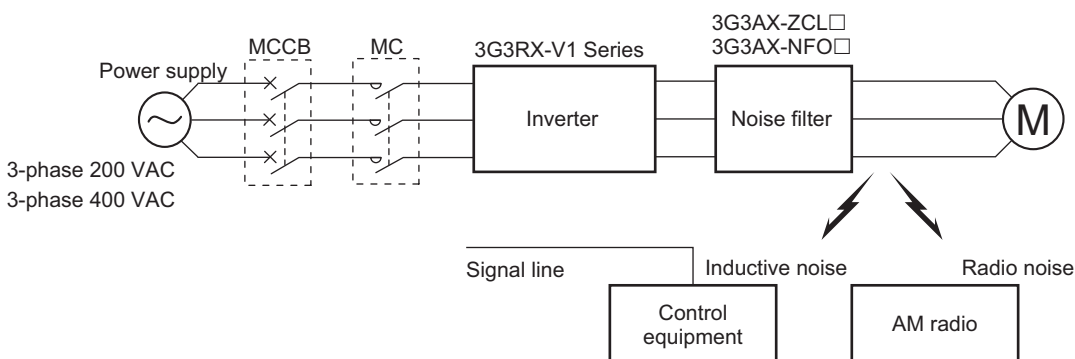 3G3AX-ZCL□
3G3AX-NFO□
MCCB
MC
3G3RX-V1 Series
Power supply
Inverter
Noise filter
M
3-phase 200 VAC
3-phase 400 VAC
Signal line
Inductive noise
Radio noise
Control
equipment
AM radio